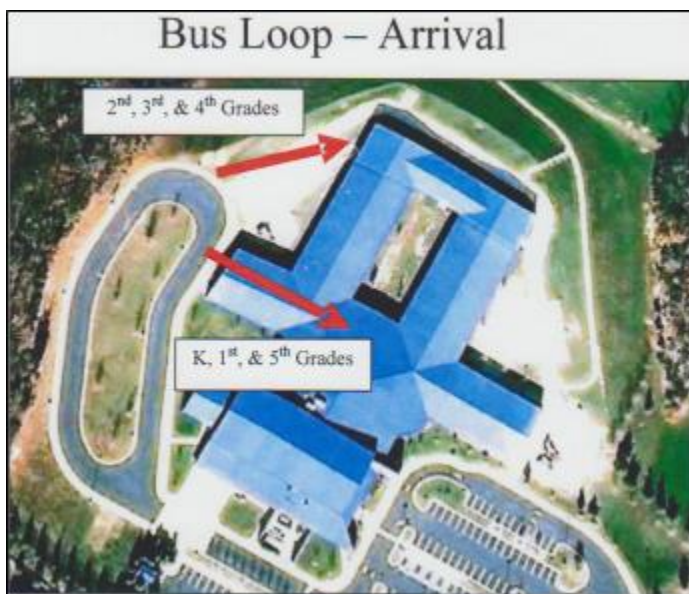 Bus Loop – Arrival
2nd, 3rd, & 4th Grades
K, 1st, & 5th Grades